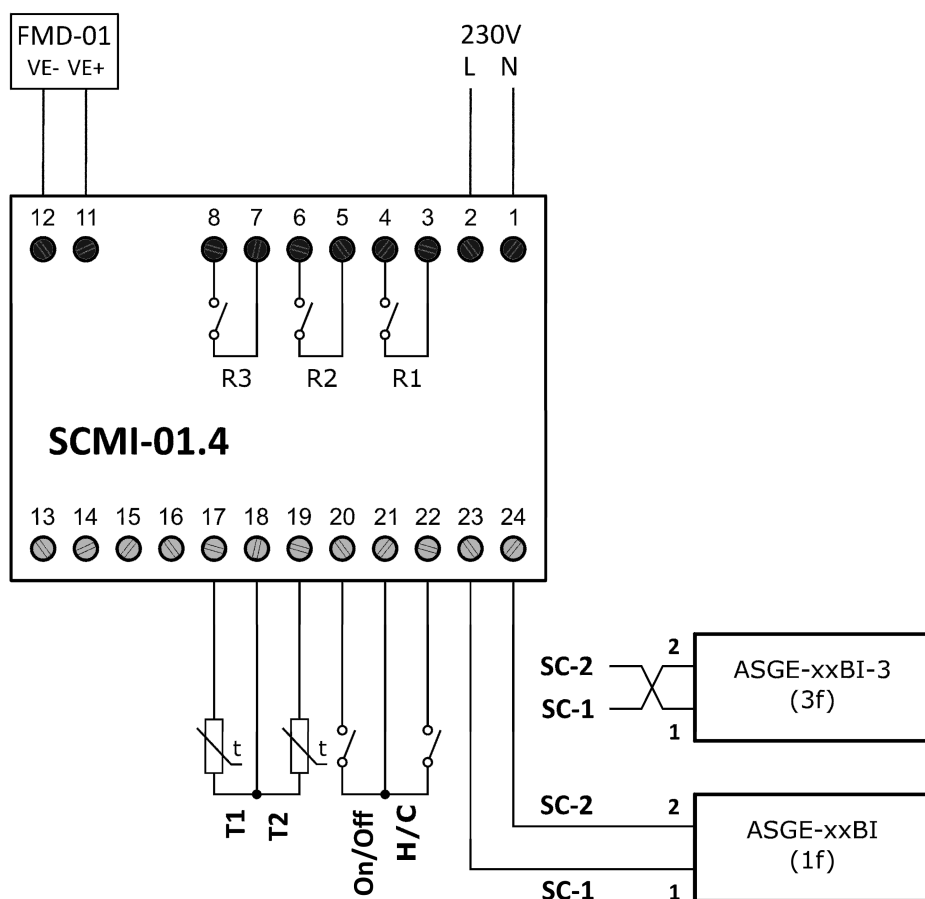 FMD-01
VE- VE+
230V
L N
12 11 8 7 6 5 4 3 2 1
R3 R2 R1
SCMI-01.4
13 14 15 16 17 18 19 20 21 22 23 24
SC-2 2
ASGE-xxBI-3
(3f)
SC-1 1
t t
T1 T2 On/Off H/C
SC-2 2
ASGE-xxBI
(1f)
SC-1 1